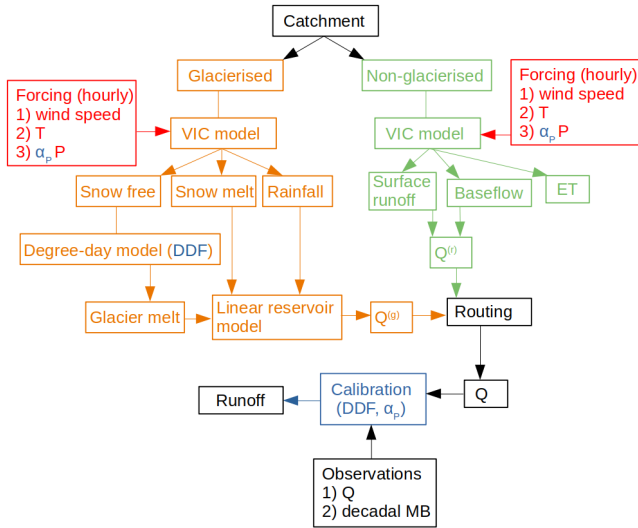 Catchment
Glacierised
Non-glacierised
Forcing (hourly)
1) wind speed
2) T
3) αP P
Forcing (hourly)
1) wind speed
2) T
3) αP P
VIC model
VIC model
Snow free
Snow melt
Rainfall
Surface
runoff
Baseflow
ET
Degree-day model (DDF)
Q(r)
Glacier melt
Linear reservoir
model
Q(g)
Routing
Runoff
Calibration
(DDF, αP)
Q
Observations
1) Q
2) decadal MB